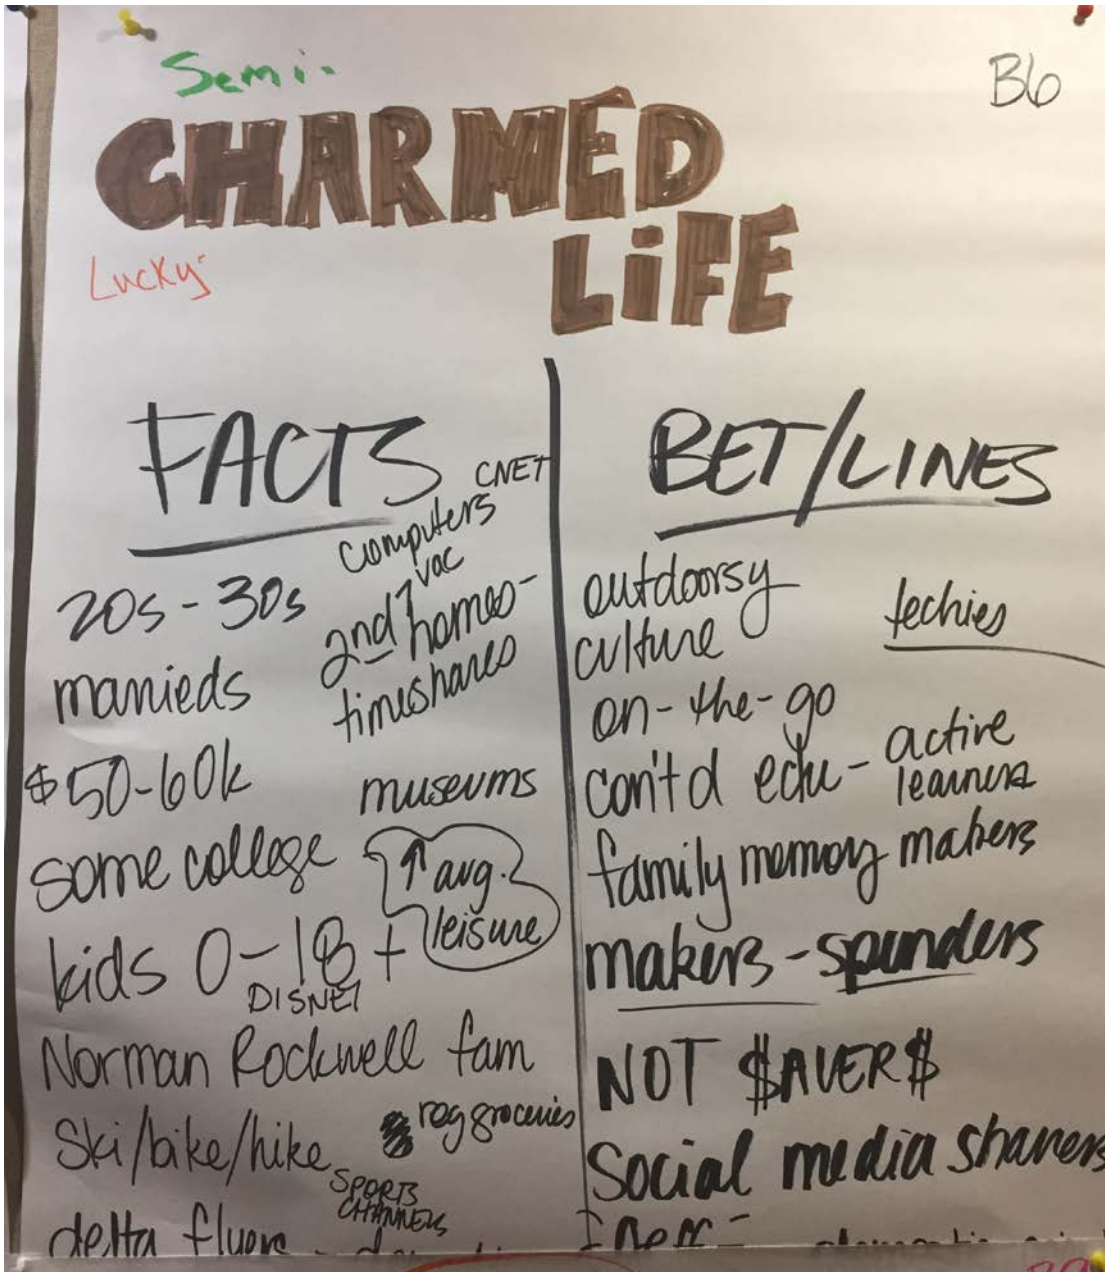 Semi-
B6
CHARMED
LiFE
Lucky-
FACTS
CNET
computers
vac
2nd homes-
timeshares
20s-30s
marrieds
$50-60k
museums
some college
↑ avg.
leisure
kids 0-18 +
DISNEY
Norman Rockwell fam
Ski/bike/hike
reg groceries
SPORTS
CHANNELS
delta flyers
BET/LINES
outdoorsy
techies
culture
on-the-go
con't'd edu - active
learners
family memory makers
makers - spenders
NOT $AVER$
Social media sharers